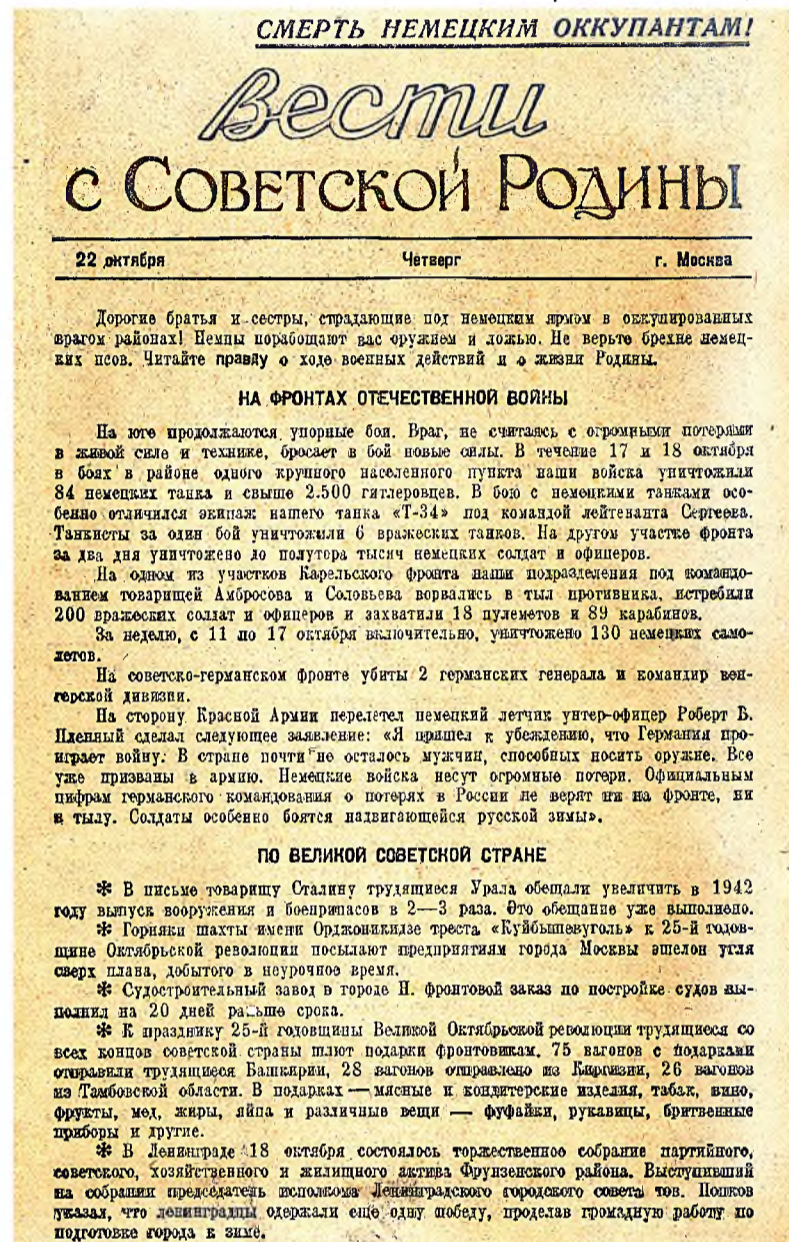 СМЕРТЬ НЕМЕЦКИМ ОККУПАНТАМ!
Вести
с Советской Родины
22 октября Четверг г. Москва
Дорогие братья и сестры, страдающие под немецким ярмом в оккупированных
врагом районах! Немцы порабощают вас оружием и ложью. Не верьте брехне немец-
ких псов. Читайте правду о ходе военных действий и о жизни Родины.
НА ФРОНТАХ ОТЕЧЕСТВЕННОЙ ВОЙНЫ
На юге продолжаются упорные бои. Враг, не считаясь с огромными потерями
в живой силе и технике, бросает в бой новые силы. В течение 17 и 18 октября
в боях в районе одного крупного населенного пункта наши войска уничтожили
84 немецких танка и свыше 2.500 гитлеровцев. В бою с немецкими танками осо-
бенно отличился экипаж нашего танка «Т-34» под командой лейтенанта Сергеева.
Танкисты за один бой уничтожили 6 вражеских танков. На другом участке фронта
за два дня уничтожено до полутора тысяч немецких солдат и офицеров.
На одном из участков Карельского фронта наши подразделения под командо-
ванием товарищей Амбросова и Соловьева ворвались в тыл противника, истребили
200 вражеских солдат и офицеров и захватили 18 пулеметов и 89 карабинов.
За неделю, с 11 по 17 октября включительно, уничтожено 130 немецких само-
летов.
На советско-германском фронте убиты 2 германских генерала и командир вен-
герской дивизии.
На сторону Красной Армии перелетел немецкий летчик унтер-офицер Роберт Б.
Пленный сделал следующее заявление: «Я пришел к убеждению, что Германия про-
играет войну. В стране почти не осталось мужчин, способных носить оружие. Все
уже призваны в армию. Немецкие войска несут огромные потери. Официальным
цифрам германского командования о потерях в России не верят ни на фронте, ни
в тылу. Солдаты особенно боятся надвигающейся русской зимы».
ПО ВЕЛИКОЙ СОВЕТСКОЙ СТРАНЕ
✻ В письме товарищу Сталину трудящиеся Урала обещали увеличить в 1942
году выпуск вооружения и боеприпасов в 2—3 раза. Это обещание уже выполнено.
✻ Горняки шахты имени Орджоникидзе треста «Куйбышевуголь» к 25-й годов-
щине Октябрьской революции посылают предприятиям города Москвы эшелон угля
сверх плана, добытого в неурочное время.
✻ Судостроительный завод в городе Н. фронтовой заказ по постройке судов вы-
полнил на 20 дней раньше срока.
✻ К празднику 25-й годовщины Великой Октябрьской революции трудящиеся со
всех концов советской страны шлют подарки фронтовикам. 75 вагонов с подарками
отправили трудящиеся Башкирии, 28 вагонов отправлено из Киргизии, 26 вагонов
из Тамбовской области. В подарках — мясные и кондитерские изделия, табак, вино,
фрукты, мед, жиры, яйца и различные вещи — фуфайки, рукавицы, бритвенные
приборы и другие.
✻ В Ленинграде 18 октября состоялось торжественное собрание партийного,
советского, хозяйственного и жилищного актива Фрунзенского района. Выступивший
на собрании председатель исполкома Ленинградского городского совета тов. Попков
указал, что ленинградцы одержали еще одну победу, проделав громадную работу по
подготовке города к зиме.